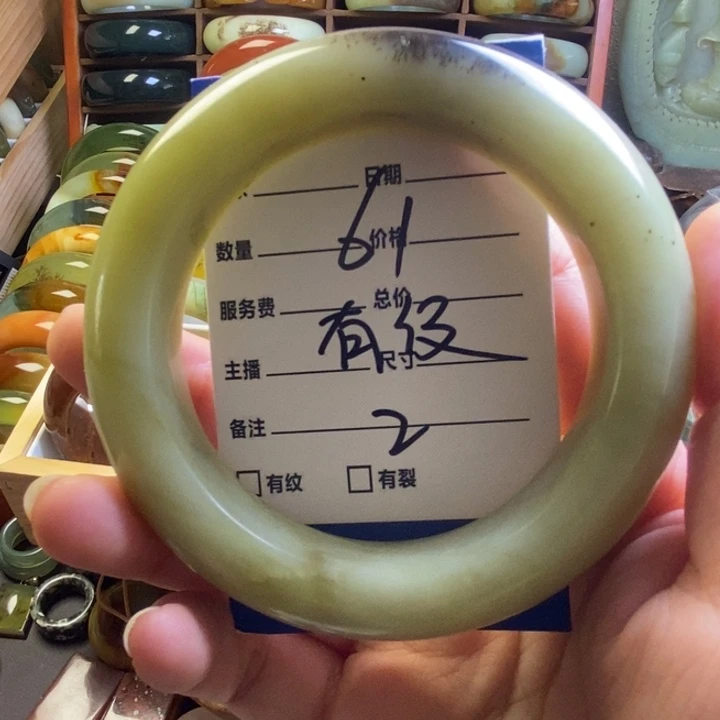 日期
数量 61 价格
服务费 总价
有纹
主播 尺寸
备注 2
有纹 有裂